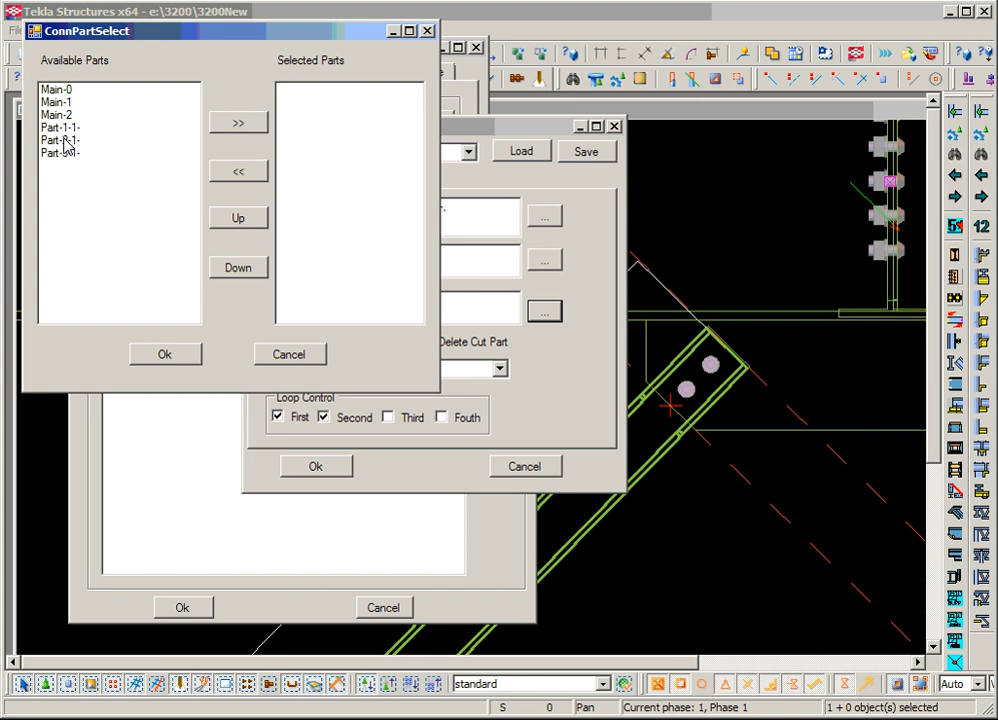 Tekla Structures x64 - e:\3200\3200New
ConnPartSelect
Available Parts
Selected Parts
Main-0
Main-1
Main-2
Part-1-1-
>>
<<
Up
Down
Ok
Cancel
Load
Save
...
...
...
Delete Cut Part
Loop Control
First
Second
Third
Fouth
Ok
Cancel
Ok
Cancel
12
standard
Auto
S
0
Pan
Current phase: 1, Phase 1
1 + 0 object(s) selected